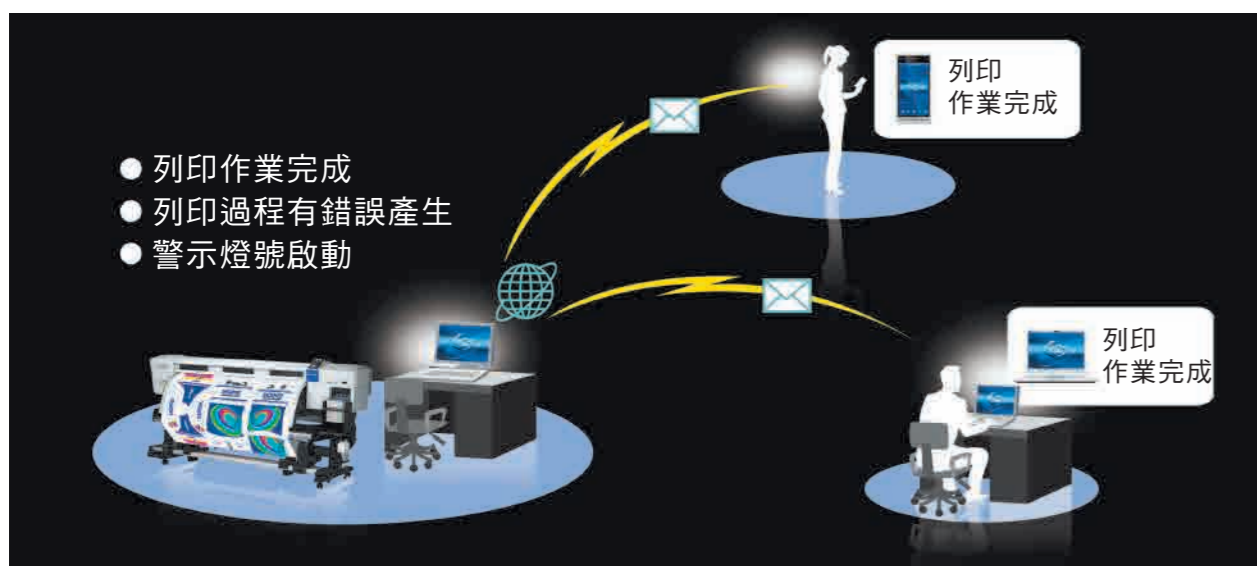 列印
作業完成
● 列印作業完成
● 列印過程有錯誤產生
● 警示燈號啟動
列印
作業完成